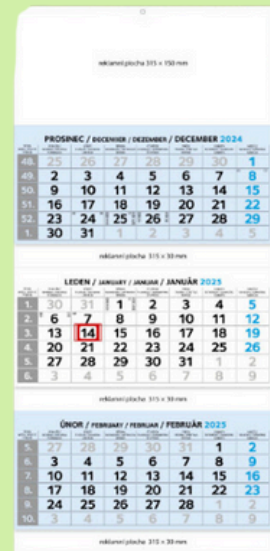 reklamní plocha 315 x 150 mm
PROSINEC / DECEMBER / DEZEMBER / DECEMBER 2024
48. 25 26 27 28 29 30 1
49. 2 3 4 5 6 7 8
50. 9 10 11 12 13 14 15
51. 16 17 18 19 20 21 22
52. 23 24 25 26 27 28 29
1. 30 31 1 2 3 4 5
reklamní plocha 315 x 30 mm
LEDEN / JANUARY / JANUAR / JANUÁR 2025
1. 30 31 1 2 3 4 5
2. 6 7 8 9 10 11 12
3. 13 14 15 16 17 18 19
4. 20 21 22 23 24 25 26
5. 27 28 29 30 31 1 2
6. 3 4 5 6 7 8 9
reklamní plocha 315 x 30 mm
ÚNOR / FEBRUARY / FEBRUAR / FEBRUÁR 2025
5. 27 28 29 30 31 1 2
6. 3 4 5 6 7 8 9
7. 10 11 12 13 14 15 16
8. 17 18 19 20 21 22 23
9. 24 25 26 27 28 1 2
10. 3 4 5 6 7 8 9
reklamní plocha 315 x 30 mm